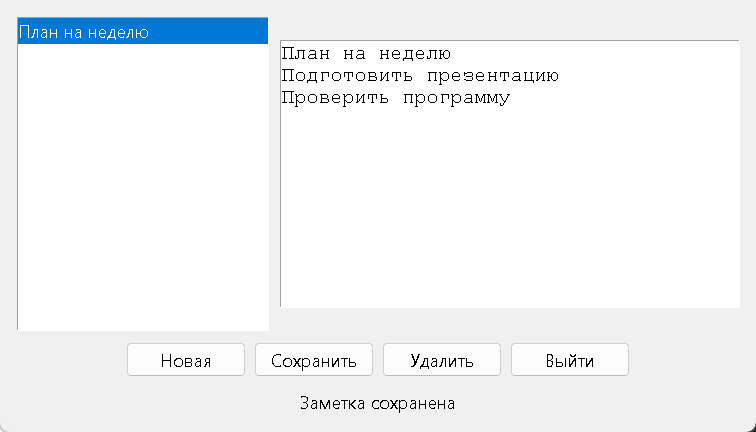 План на неделю
План на неделю
Подготовить презентацию
Проверить программу
Новая
Сохранить
Удалить
Выйти
Заметка сохранена